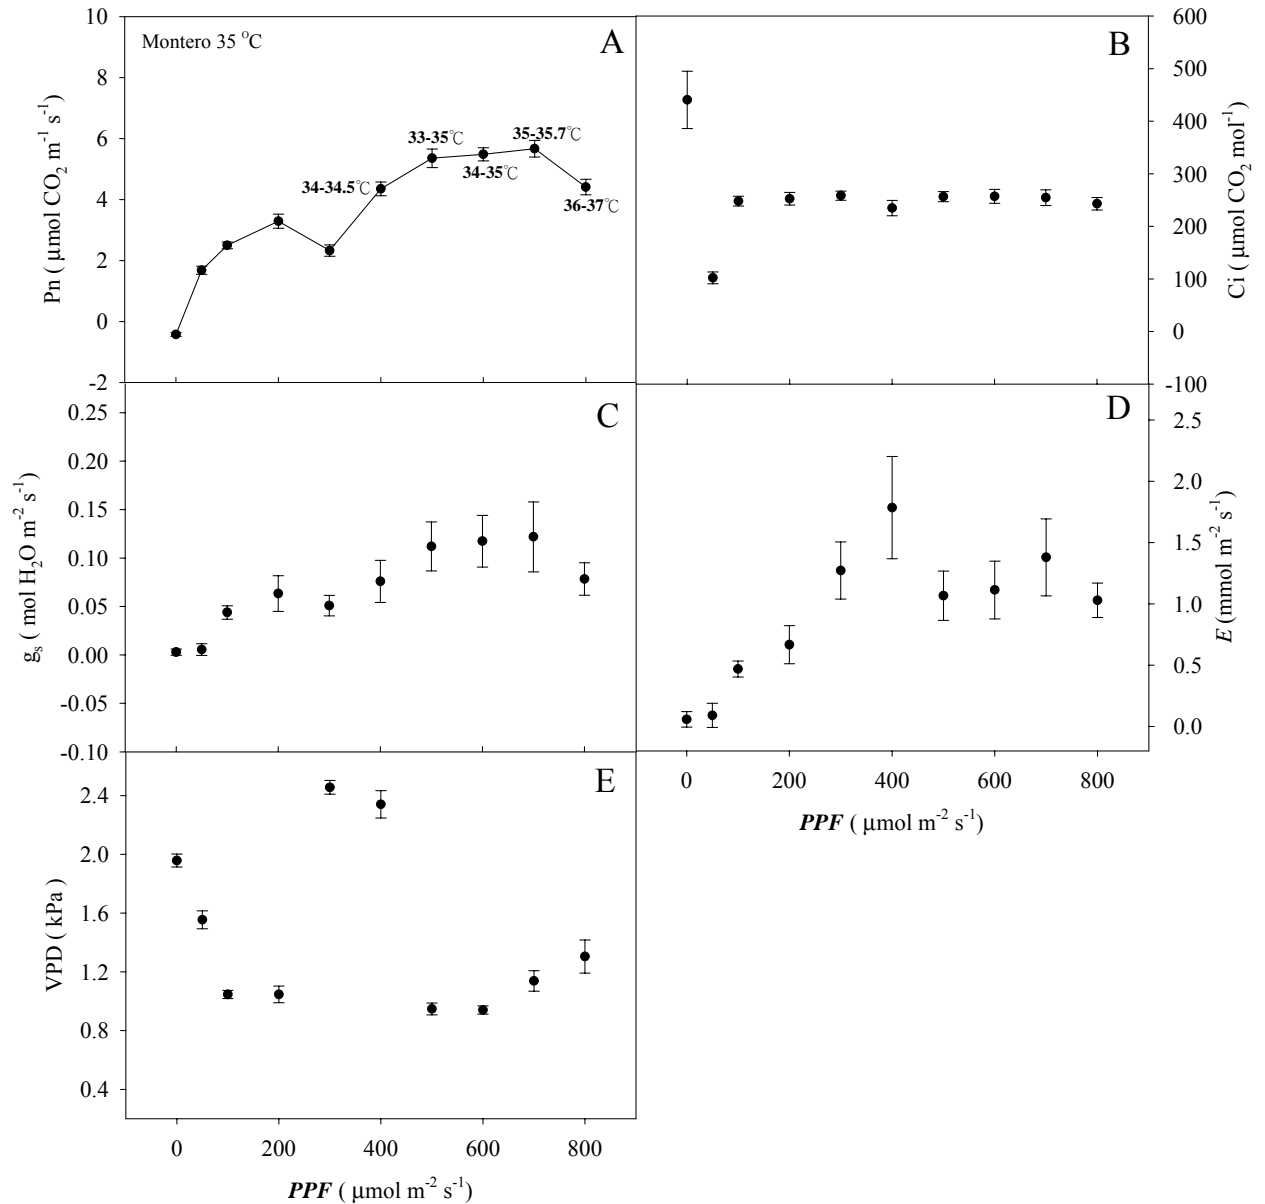 Montero 35 °C
A
10
8
6
4
2
0
-2
Pn ( μmol CO₂ m⁻¹ s⁻¹)
34-34.5℃
33-35℃
34-35℃
35-35.7℃
36-37℃
B
600
500
400
300
200
100
0
-100
Ci ( μmol CO₂ mol⁻¹)
C
0.25
0.20
0.15
0.10
0.05
0.00
-0.05
-0.10
gₛ ( mol H₂O m⁻² s⁻¹)
D
2.5
2.0
1.5
1.0
0.5
0.0
E (mmol m⁻² s⁻¹)
0 200 400 600 800
PPF ( μmol m⁻² s⁻¹)
E
2.4
2.0
1.6
1.2
0.8
0.4
VPD ( kPa )
0 200 400 600 800
PPF ( μmol m⁻² s⁻¹)